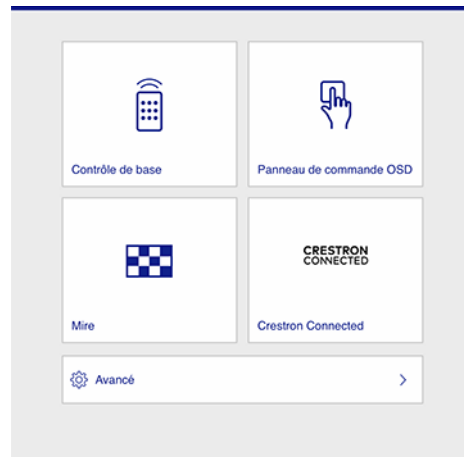 Contrôle de base
Panneau de commande OSD
CRESTRON
CONNECTED
Mire
Crestron Connected
Avancé